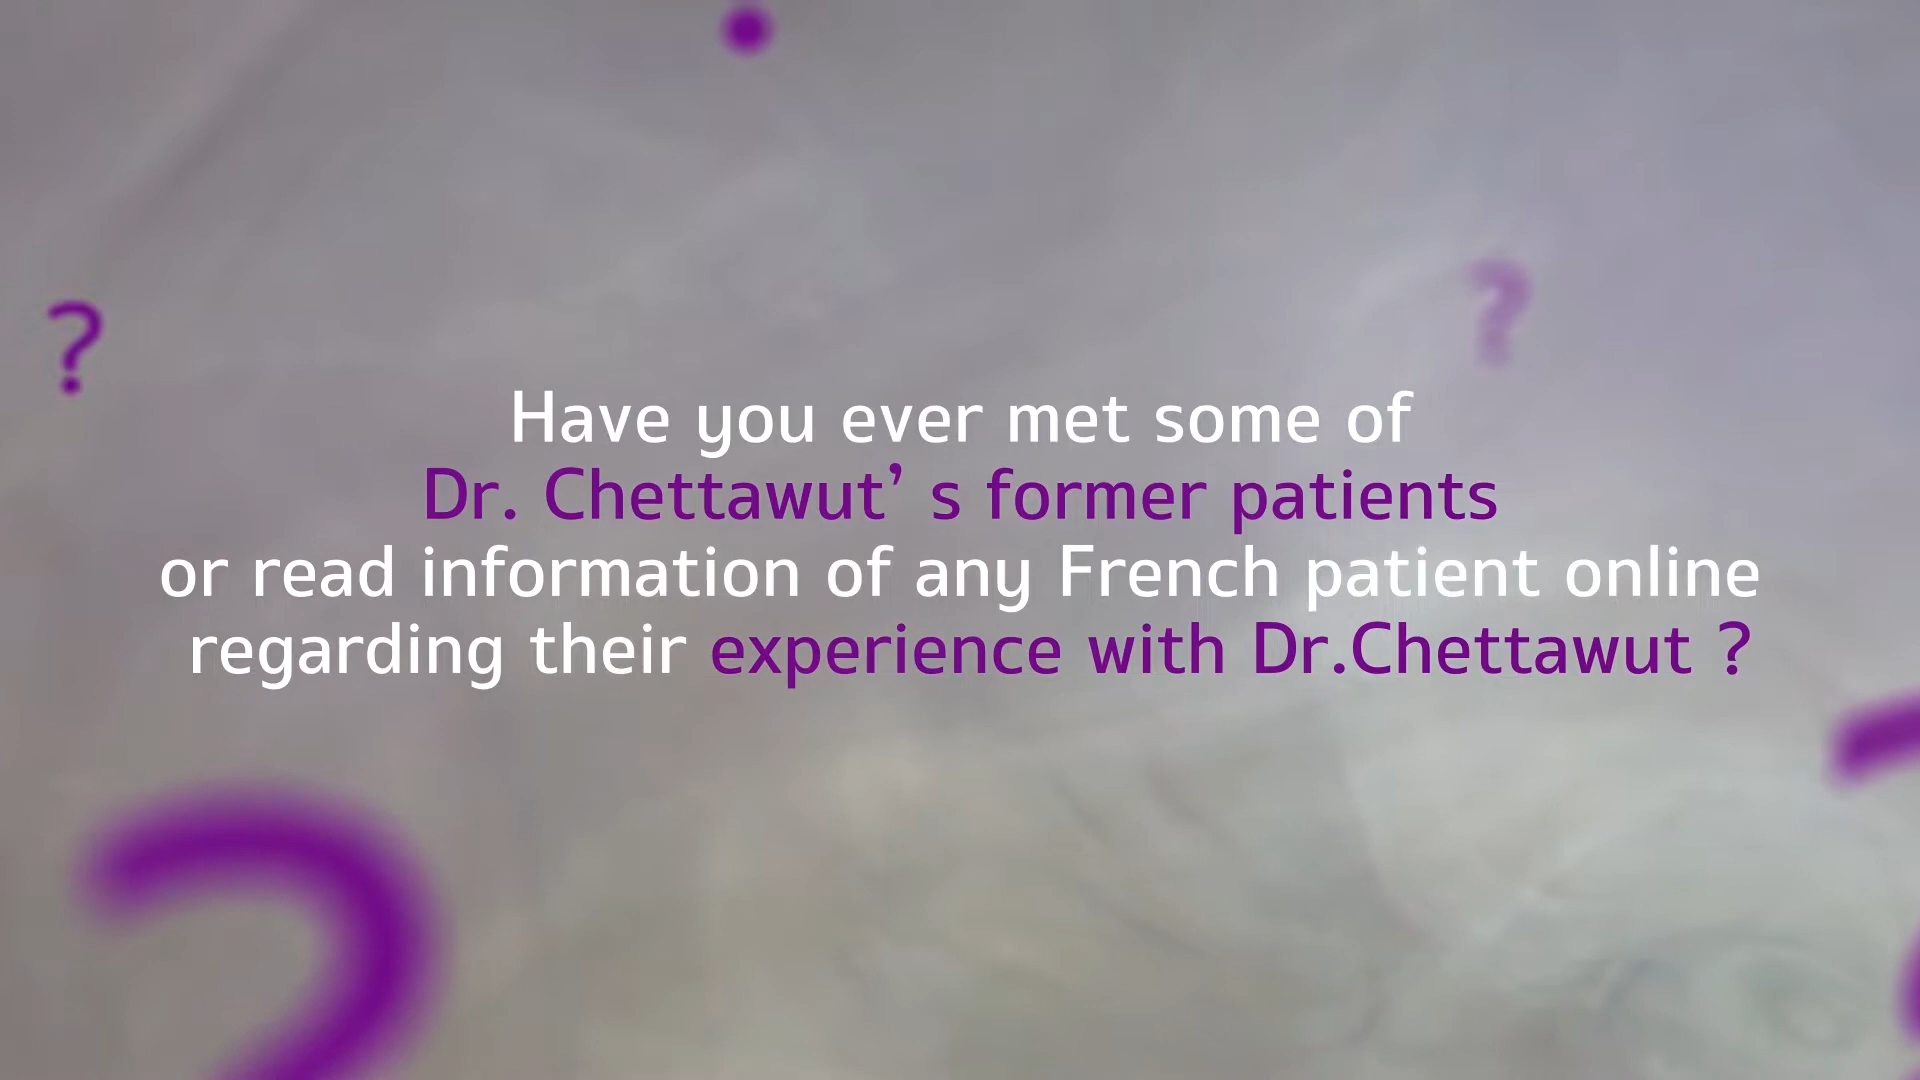 Have you ever met some of
Dr. Chettawut’ s former patients
or read information of any French patient online
regarding their experience with Dr.Chettawut ?